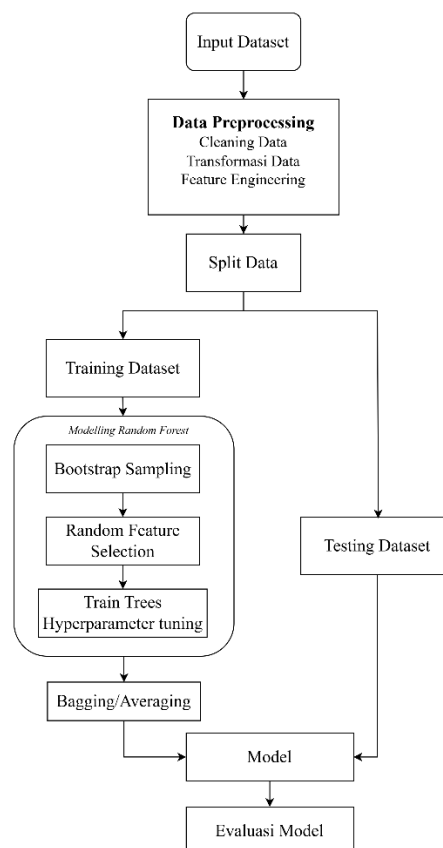 Input Dataset
Data Preprocessing
Cleaning Data
Transformasi Data
Feature Engineering
Split Data
Training Dataset
Modelling Random Forest
Bootstrap Sampling
Random Feature
Selection
Train Trees
Hyperparameter tuning
Testing Dataset
Bagging/Averaging
Model
Evaluasi Model